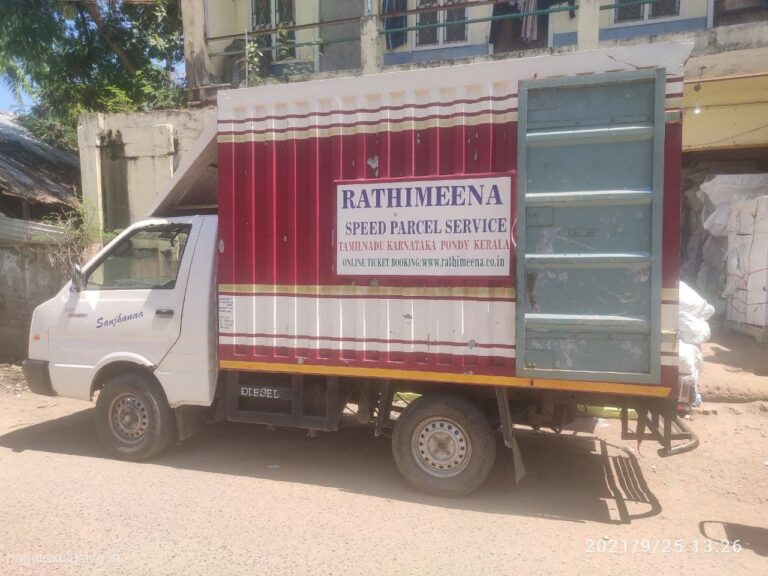 RATHIMEENA
SPEED PARCEL SERVICE
TAMILNADU KARNATAKA PONDY KERALA
ONLINE TICKET BOOKING:www.rathimeena.co.in
Sanjhanaa
DIESEL
2021/9/25 13:26